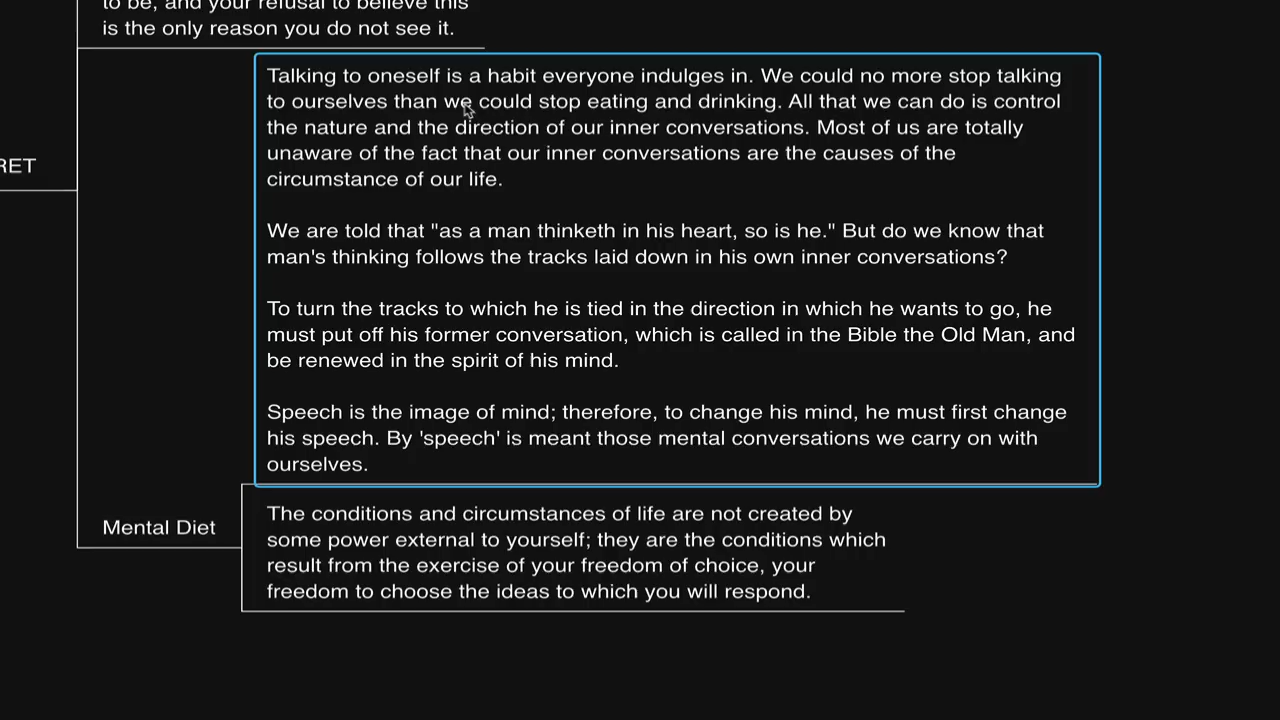 to be, and your refusal to believe this
is the only reason you do not see it.
RET
Talking to oneself is a habit everyone indulges in. We could no more stop talking
to ourselves than we could stop eating and drinking. All that we can do is control
the nature and the direction of our inner conversations. Most of us are totally
unaware of the fact that our inner conversations are the causes of the
circumstance of our life.
We are told that "as a man thinketh in his heart, so is he." But do we know that
man's thinking follows the tracks laid down in his own inner conversations?
To turn the tracks to which he is tied in the direction in which he wants to go, he
must put off his former conversation, which is called in the Bible the Old Man, and
be renewed in the spirit of his mind.
Speech is the image of mind; therefore, to change his mind, he must first change
his speech. By 'speech' is meant those mental conversations we carry on with
ourselves.
Mental Diet
The conditions and circumstances of life are not created by
some power external to yourself; they are the conditions which
result from the exercise of your freedom of choice, your
freedom to choose the ideas to which you will respond.